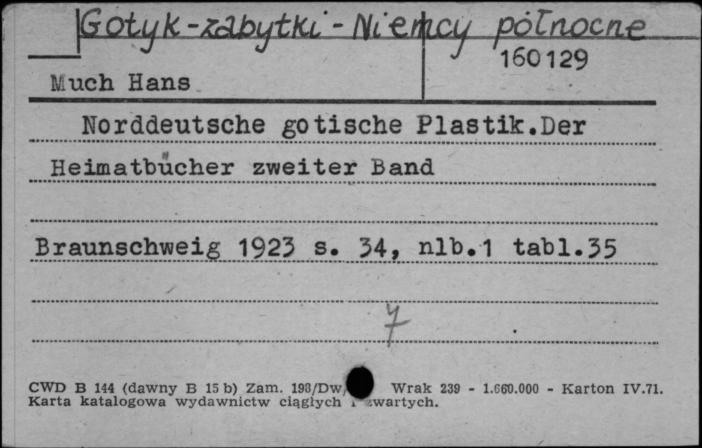 Gotyk-zabytki-Niemcy północne
160129
Much Hans
Norddeutsche gotische Plastik.Der
Heimatbücher zweiter Band
Braunschweig 1923 s. 34, nlb.1 tabl.35
7
CWD B 144 (dawny B 15 b) Zam. 198/Dw/ Wrak 239 - 1.660.000 - Karton IV.71.
Karta katalogowa wydawnictw ciągłych i zwartych.